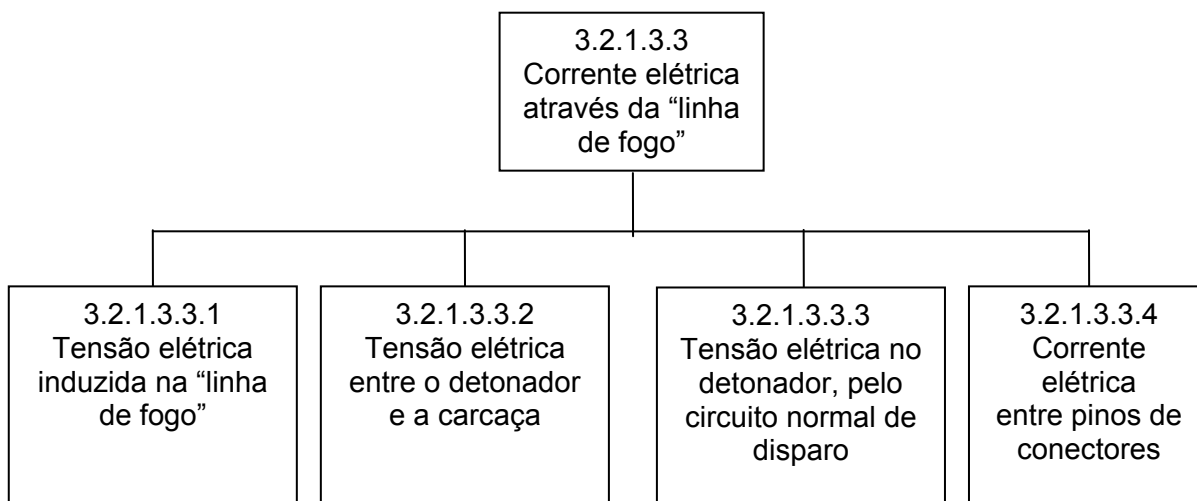 3.2.1.3.3
Corrente elétrica
através da “linha
de fogo”
3.2.1.3.3.1
Tensão elétrica
induzida na “linha
de fogo”
3.2.1.3.3.2
Tensão elétrica
entre o detonador
e a carcaça
3.2.1.3.3.3
Tensão elétrica no
detonador, pelo
circuito normal de
disparo
3.2.1.3.3.4
Corrente
elétrica
entre pinos de
conectores